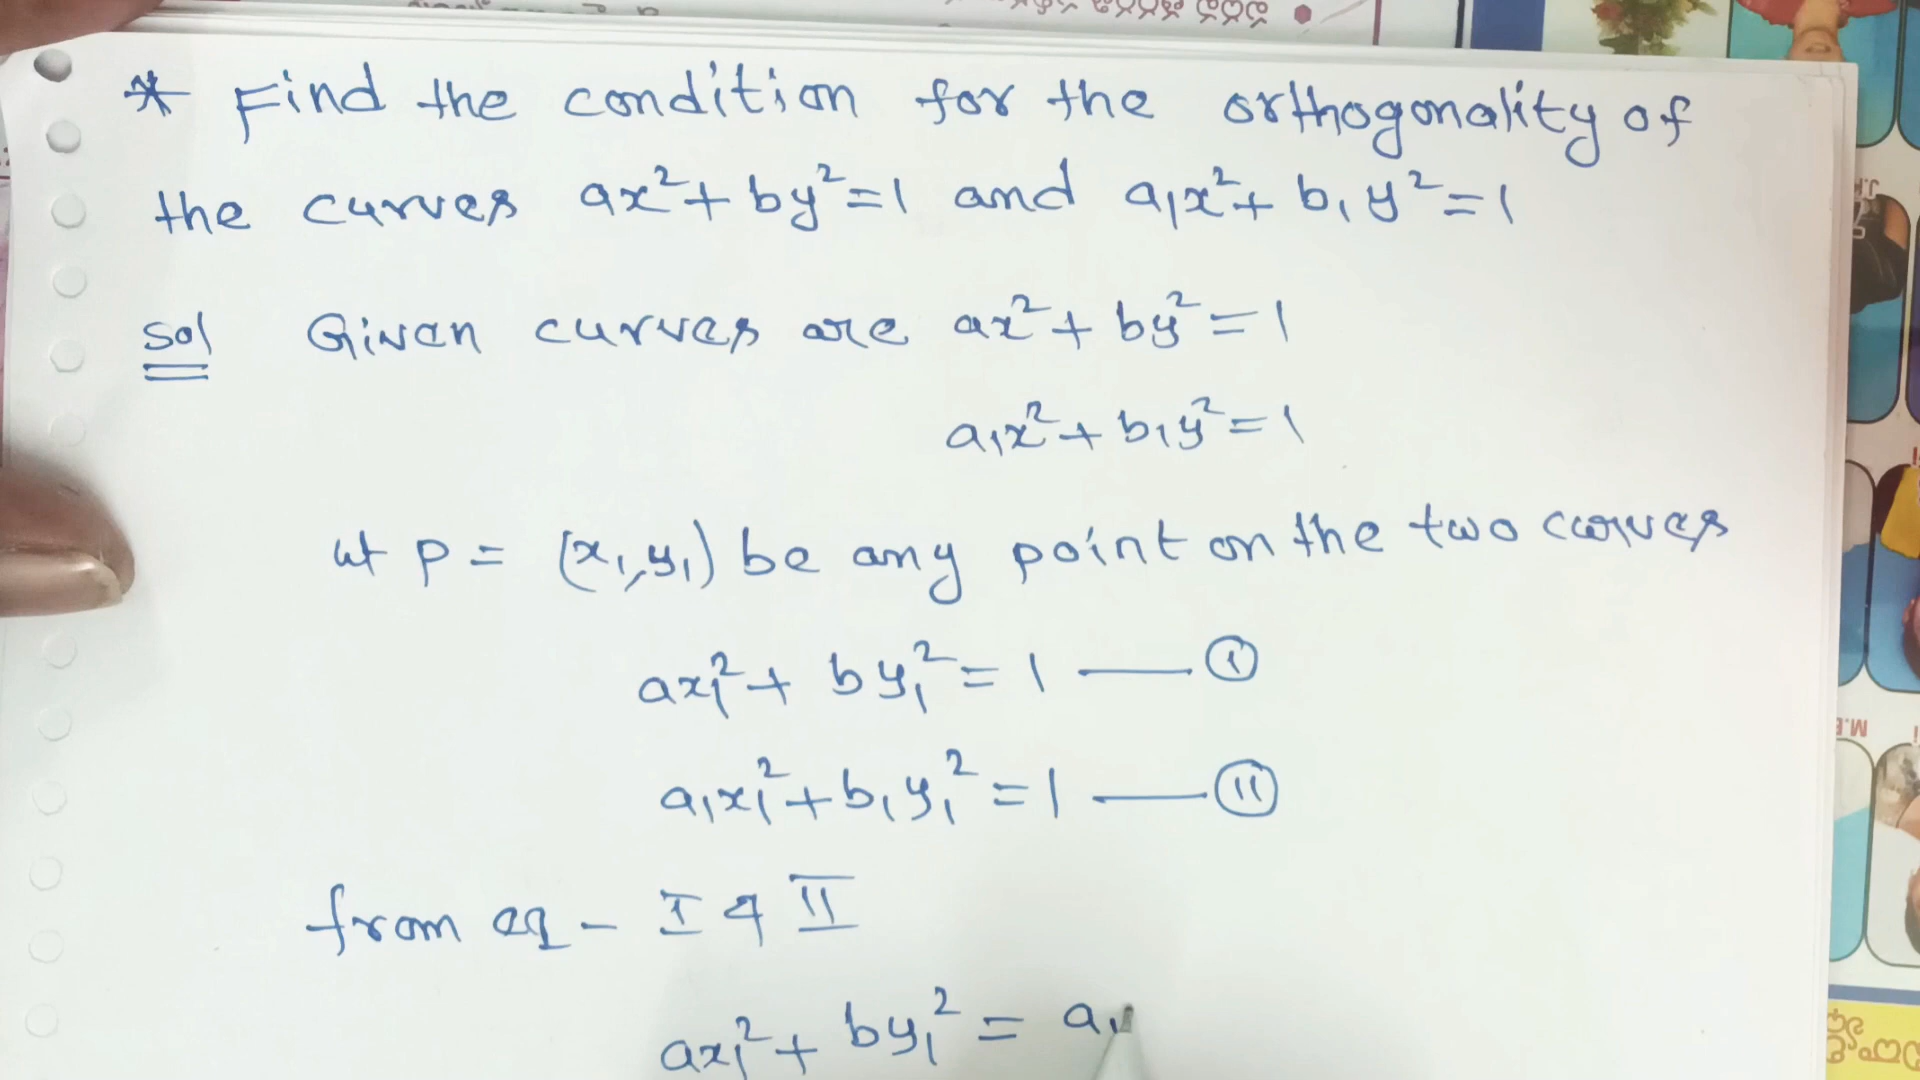 * Find the condition for the orthogonality of
the curves ax²+ by²=1 and a₁x²+ b₁y²=1
Sol Given curves are ax²+ by²=1
a₁x²+ b₁y²=1
let p = (x₁,y₁) be any point on the two curves
ax₁²+ by₁²=1 — I
a₁x₁²+b₁y₁²=1 — II
from eq - I & II
ax₁²+ by₁² = a₁